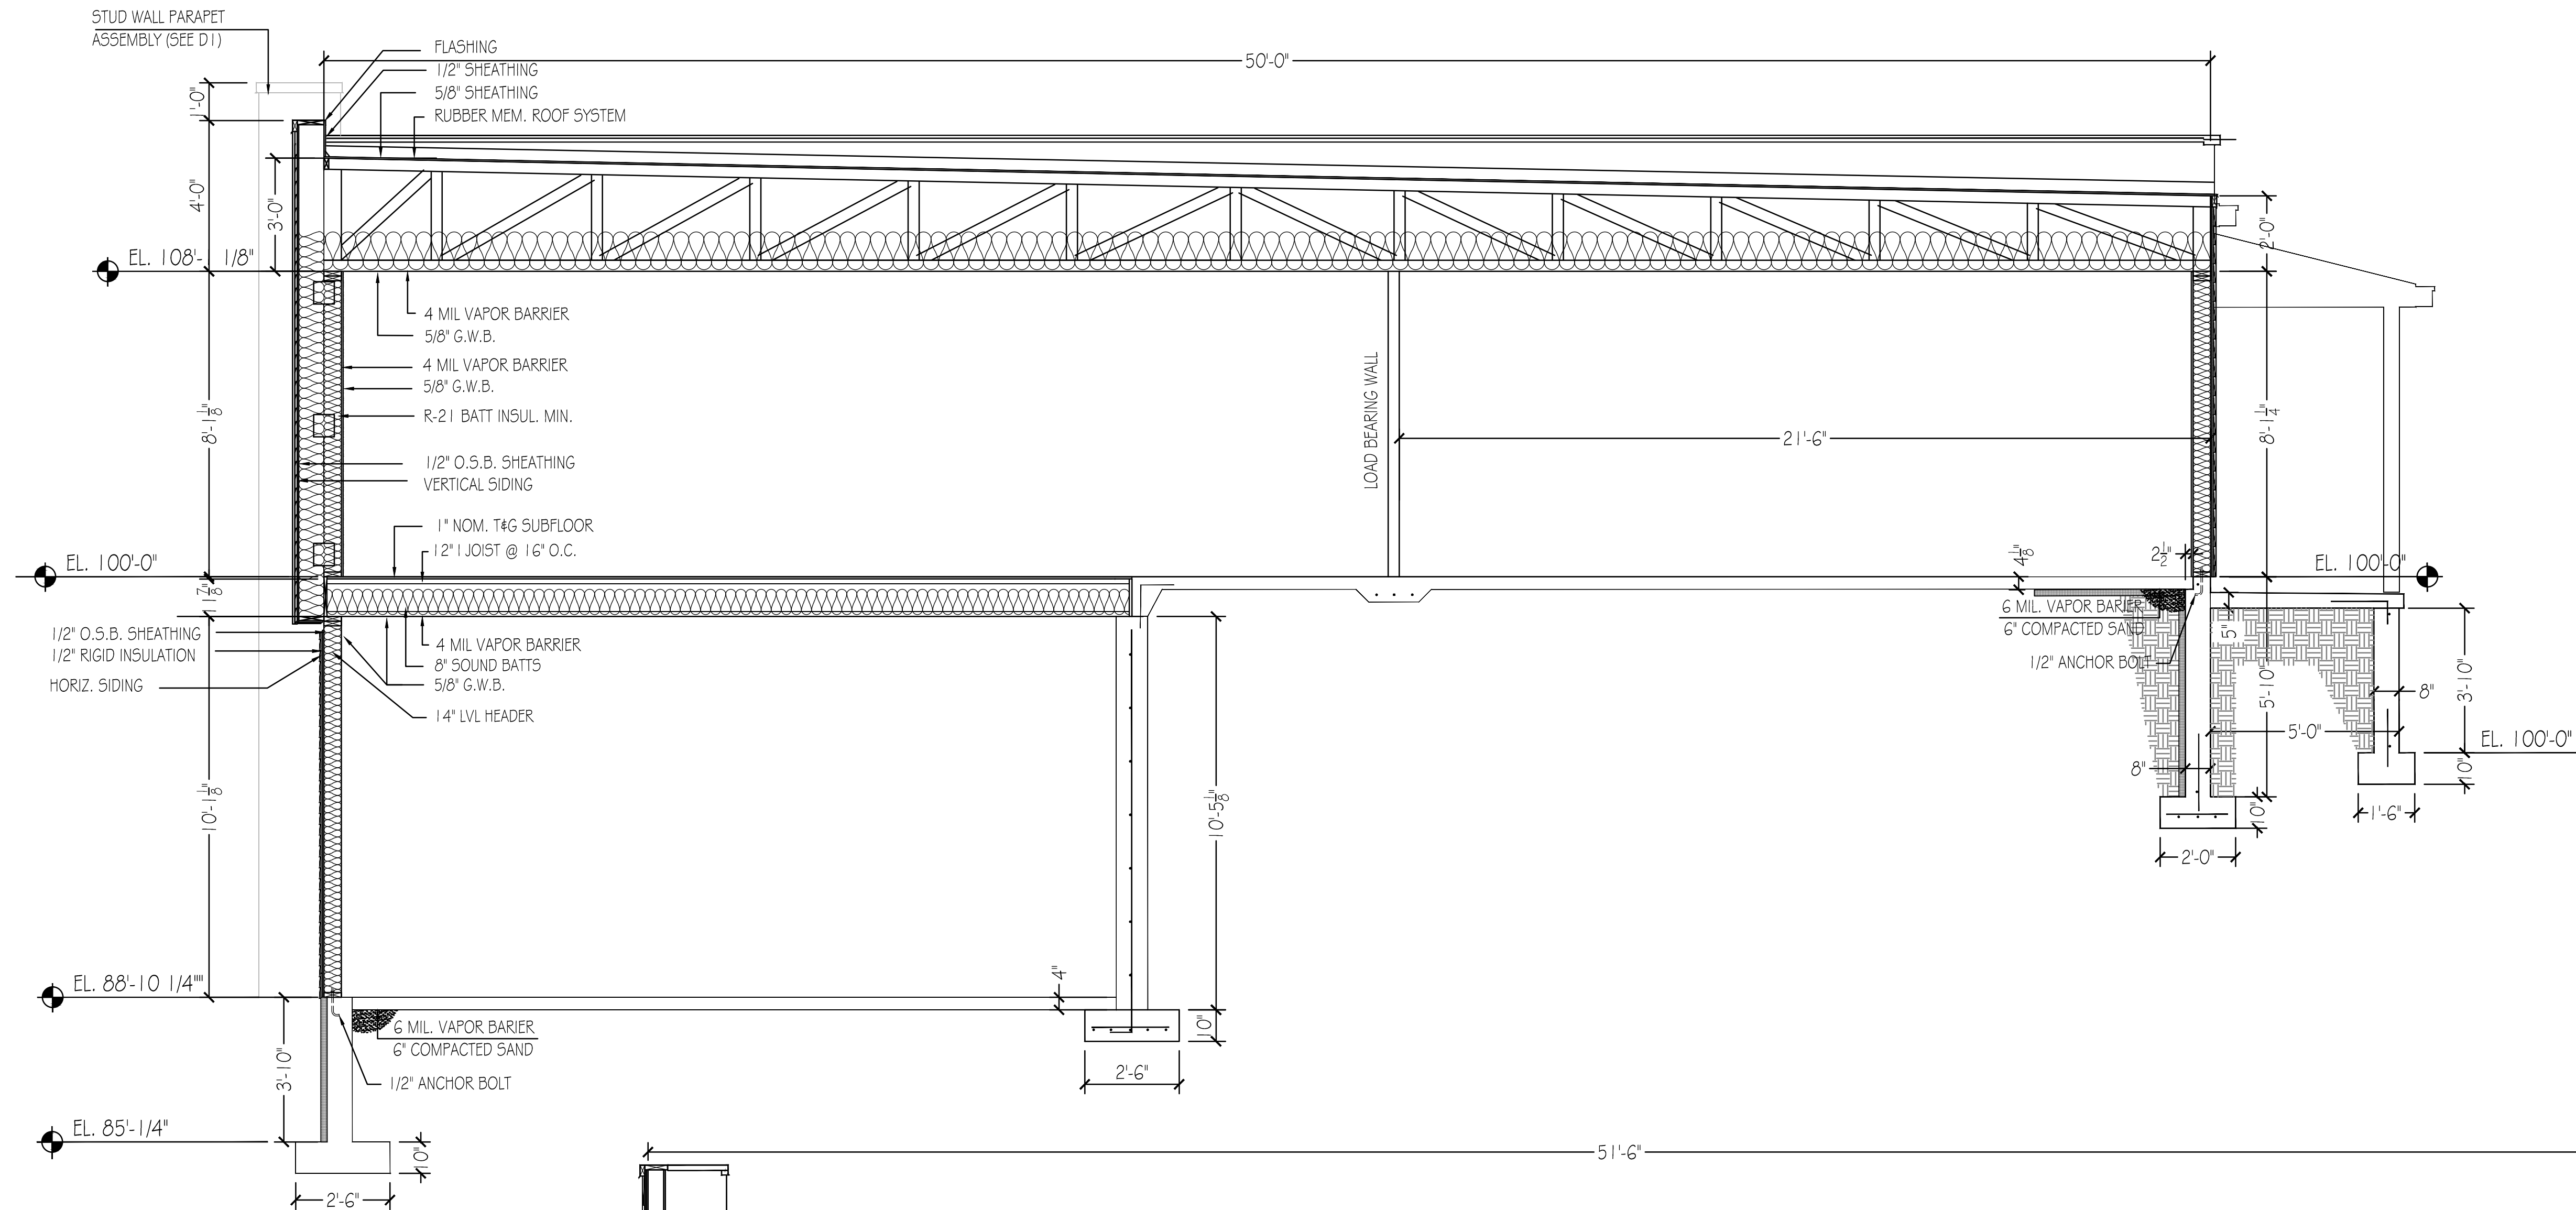 STUD WALL PARAPET
ASSEMBLY (SEE D1)
FLASHING
1/2" SHEATHING
5/8" SHEATHING
RUBBER MEM. ROOF SYSTEM
50'-0"
1'-0"
4'-0"
3'-0"
2'-0"
EL. 108'- 1/8"
4 MIL VAPOR BARRIER
5/8" G.W.B.
4 MIL VAPOR BARRIER
5/8" G.W.B.
R-21 BATT INSUL. MIN.
1/2" O.S.B. SHEATHING
VERTICAL SIDING
8'-1 1/8"
LOAD BEARING WALL
21'-6"
8'-1 1/4"
1" NOM. T&G SUBFLOOR
12" I JOIST @ 16" O.C.
EL. 100'-0"
4 1/8"
2 1/2"
EL. 100'-0"
6 MIL. VAPOR BARIER
6" COMPACTED SAND
1/2" ANCHOR BOLT
5"
1/2" O.S.B. SHEATHING
1/2" RIGID INSULATION
HORIZ. SIDING
4 MIL VAPOR BARRIER
8" SOUND BATTS
5/8" G.W.B.
14" LVL HEADER
5'-10"
8"
3'-10"
5'-0"
EL. 100'-0"
8"
10"
10"
1'-6"
2'-0"
10'-1 1/8"
10'-5 1/8"
EL. 88'-10 1/4""
4"
6 MIL. VAPOR BARIER
6" COMPACTED SAND
1/2" ANCHOR BOLT
10"
2'-6"
3'-10"
EL. 85'-1/4"
10"
2'-6"
51'-6"